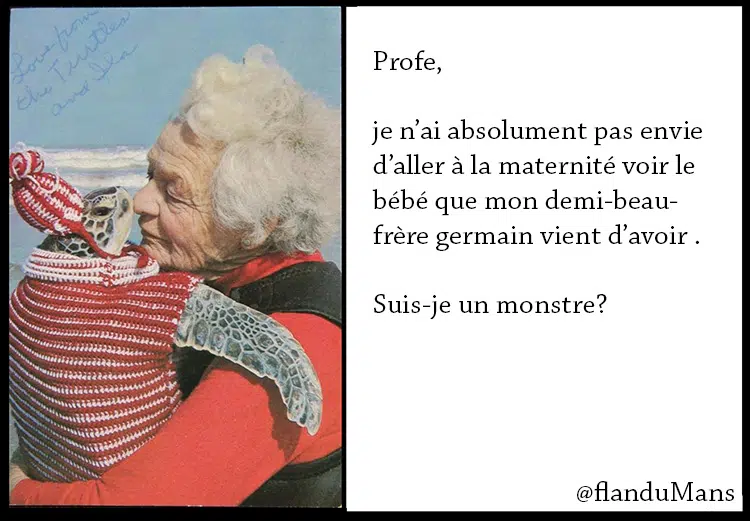 Love from
the Turtles
and Ila
Profe,
je n’ai absolument pas envie
d’aller à la maternité voir le
bébé que mon demi-beau-
frère germain vient d’avoir .
Suis-je un monstre?
@flanduMans